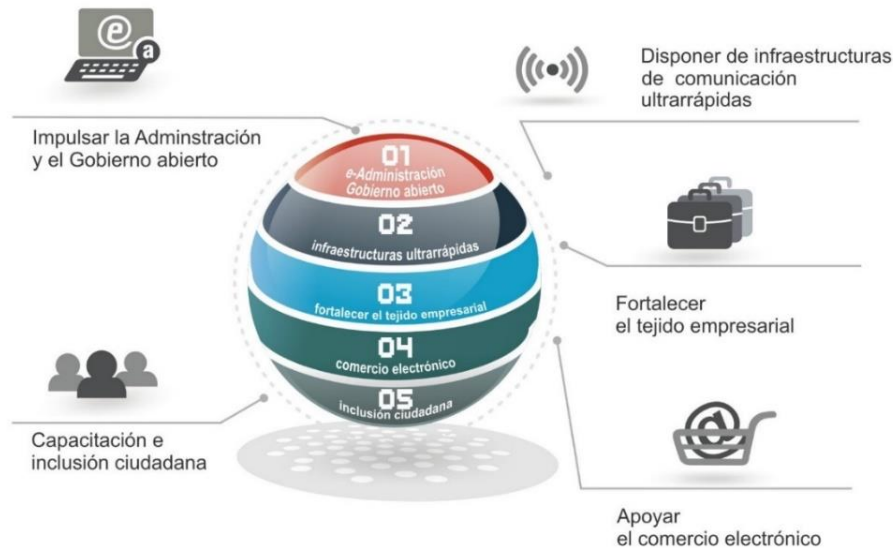 e
a
Impulsar la Adminstración
y el Gobierno abierto
Disponer de infraestructuras
de comunicación
ultrarrápidas
01
e-Administración
Gobierno abierto
02
infraestructuras ultrarrápidas
03
fortalecer el tejido empresarial
04
comercio electrónico
05
inclusión ciudadana
Fortalecer
el tejido empresarial
Capacitación e
inclusión ciudadana
@
Apoyar
el comercio electrónico